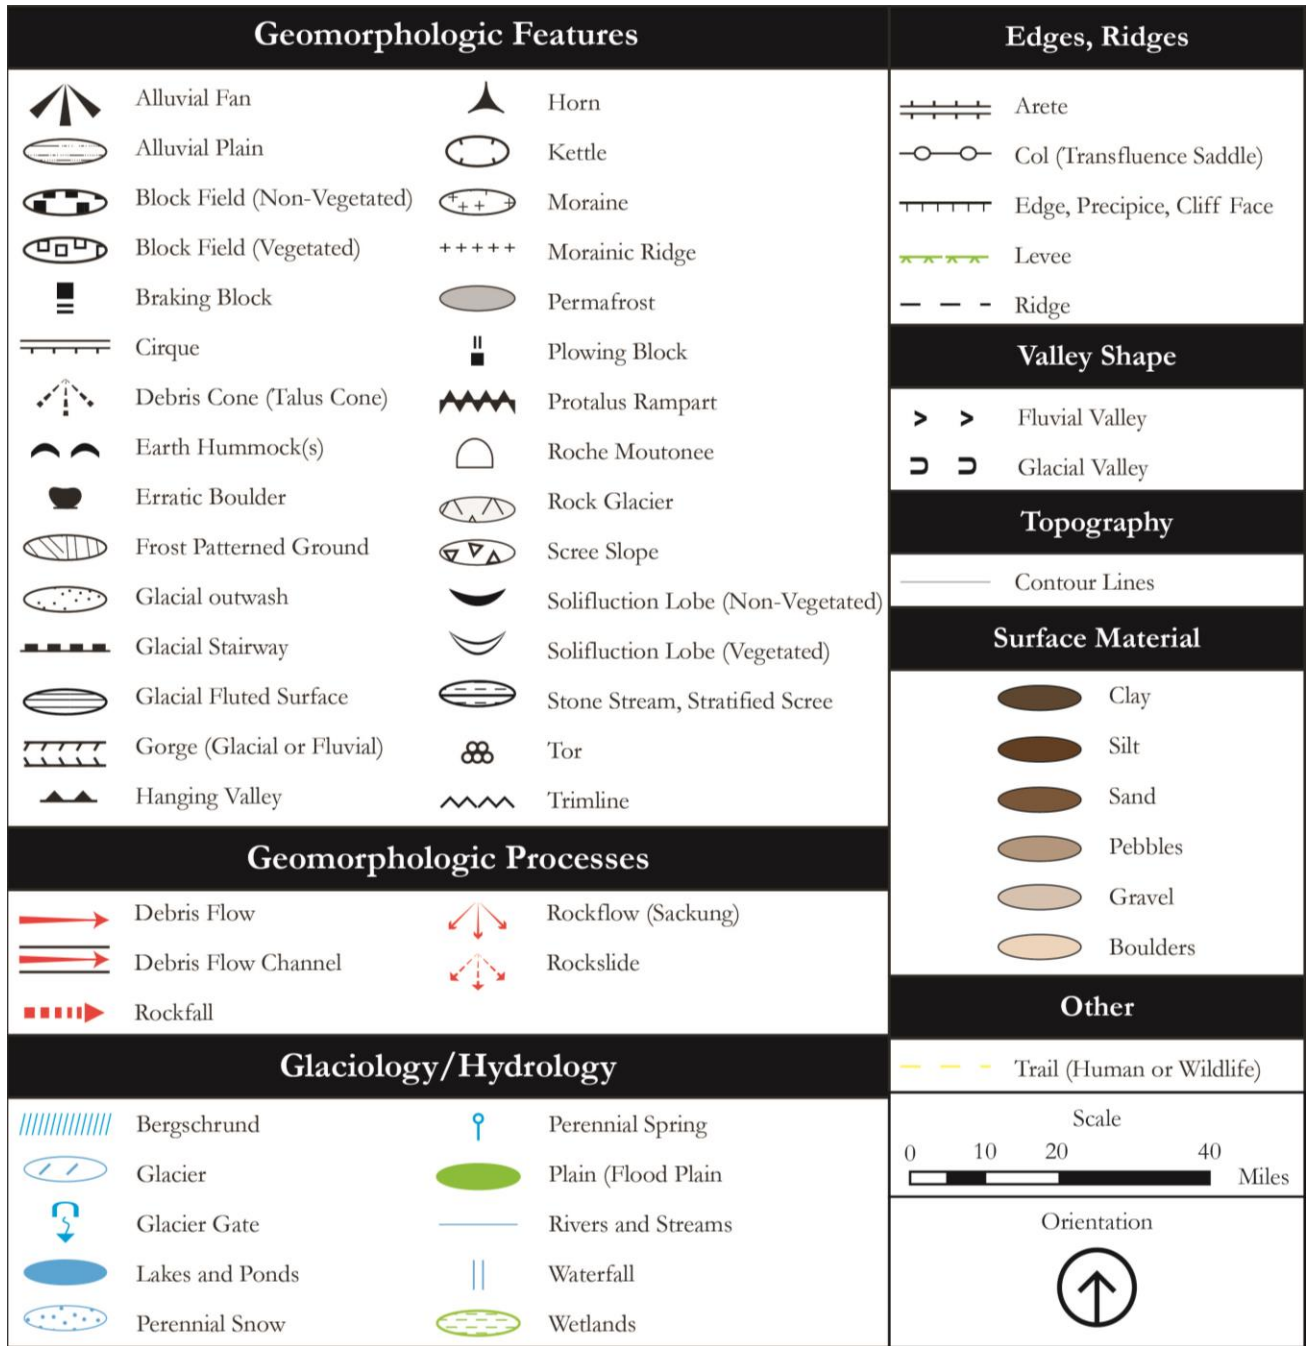 Geomorphologic Features
Alluvial Fan
Alluvial Plain
Block Field (Non-Vegetated)
Block Field (Vegetated)
Braking Block
Cirque
Debris Cone (Talus Cone)
Earth Hummock(s)
Erratic Boulder
Frost Patterned Ground
Glacial outwash
Glacial Stairway
Glacial Fluted Surface
Gorge (Glacial or Fluvial)
Hanging Valley
Horn
Kettle
Moraine
Morainic Ridge
Permafrost
Plowing Block
Protalus Rampart
Roche Moutonee
Rock Glacier
Scree Slope
Solifluction Lobe (Non-Vegetated)
Solifluction Lobe (Vegetated)
Stone Stream, Stratified Scree
Tor
Trimline
Geomorphologic Processes
Debris Flow
Debris Flow Channel
Rockfall
Rockflow (Sackung)
Rockslide
Glaciology/Hydrology
Bergschrund
Glacier
Glacier Gate
Lakes and Ponds
Perennial Snow
Perennial Spring
Plain (Flood Plain
Rivers and Streams
Waterfall
Wetlands
Edges, Ridges
Arete
Col (Transfluence Saddle)
Edge, Precipice, Cliff Face
Levee
Ridge
Valley Shape
Fluvial Valley
Glacial Valley
Topography
Contour Lines
Surface Material
Clay
Silt
Sand
Pebbles
Gravel
Boulders
Other
Trail (Human or Wildlife)
Scale
0 10 20 40
Miles
Orientation